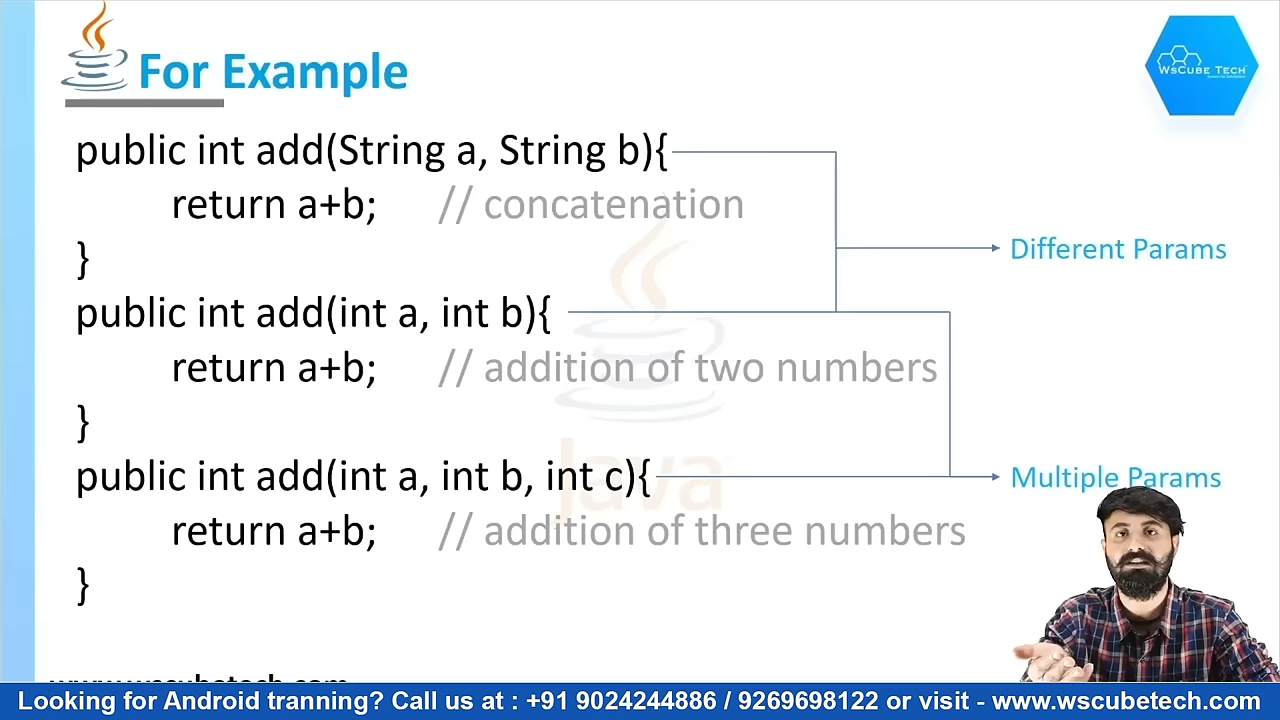 For Example
WSCUBE TECH
public int add(String a, String b){
return a+b; // concatenation
}
Different Params
public int add(int a, int b){
return a+b; // addition of two numbers
}
Java
public int add(int a, int b, int c){
Multiple Params
return a+b; // addition of three numbers
}
www.wscubetech.com
Looking for Android tranning? Call us at : +91 9024244886 / 9269698122 or visit - www.wscubetech.com